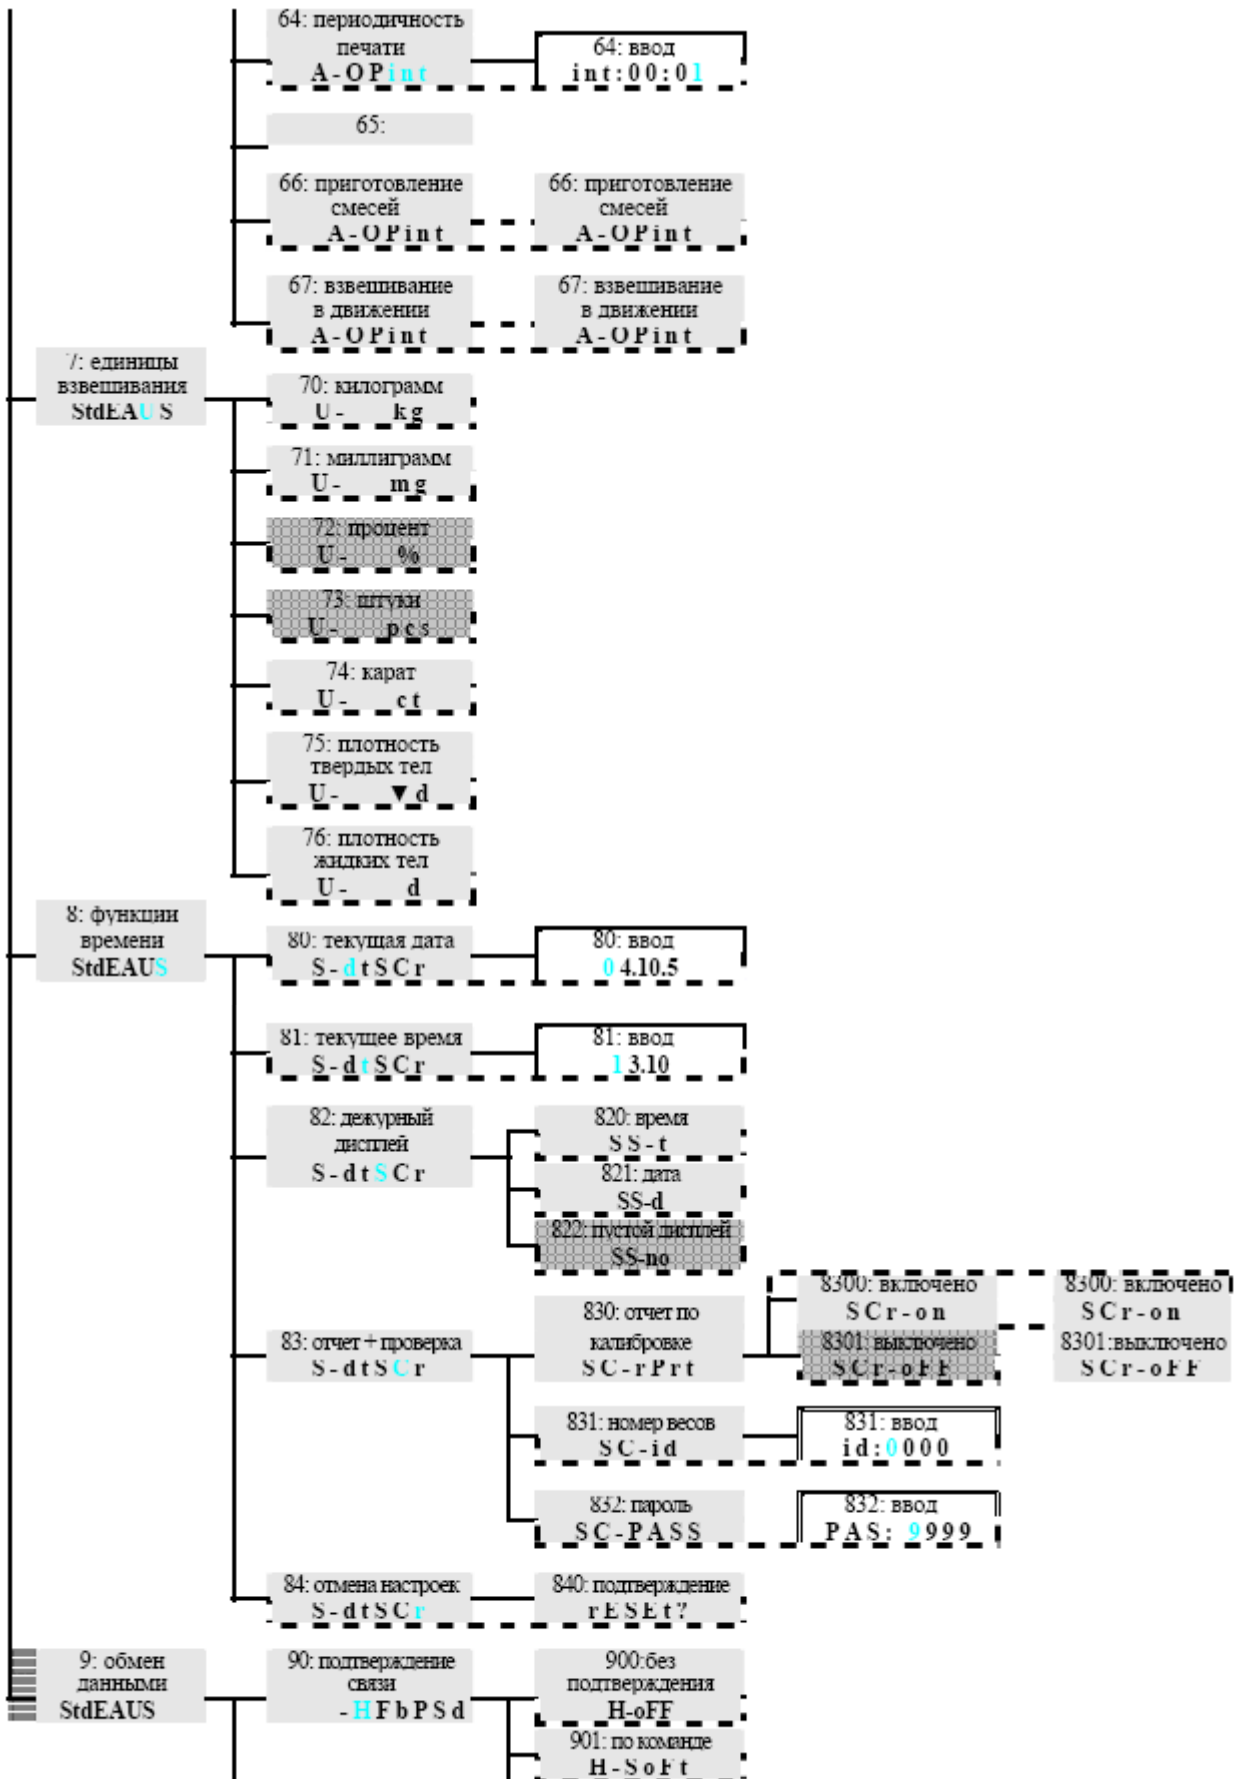 64: периодичность
печати
A-OPint
64: ввод
int:00:01
65:
66: приготовление
смесей
A-OPint
66: приготовление
смесей
A-OPint
67: взвешивание
в движении
A-OPint
67: взвешивание
в движении
A-OPint
7: единицы
взвешивания
StdEAU S
70: килограмм
U- kg
71: миллиграмм
U- mg
72: процент
U- %
73: штуки
U- pcs
74: карат
U- ct
75: плотность
твердых тел
U- ▼d
76: плотность
жидких тел
U- d
8: функции
времени
StdEAUS
80: текущая дата
S-dtSCr
80: ввод
04.10.5
81: текущее время
S-dtSCr
81: ввод
13.10
82: дежурный
дисплей
S-dtSCr
820: время
SS-t
821: дата
SS-d
822: пустой дисплей
SS-no
83: отчет + проверка
S-dtSCr
830: отчет по
калибровке
SC-rPrt
8300: включено
SCr-on
8300: включено
SCr-on
8301: выключено
SCr-oFF
8301:выключено
SCr-oFF
831: номер весов
SC-id
831: ввод
id:0000
832: пароль
SC-PASS
832: ввод
PAS: 9999
84: отмена настроек
S-dtSCr
840: подтверждение
rESEt?
9: обмен
данными
StdEAUS
90: подтверждение
связи
-HFbPSd
900:без
подтверждения
H-oFF
901: по команде
H-SoFt